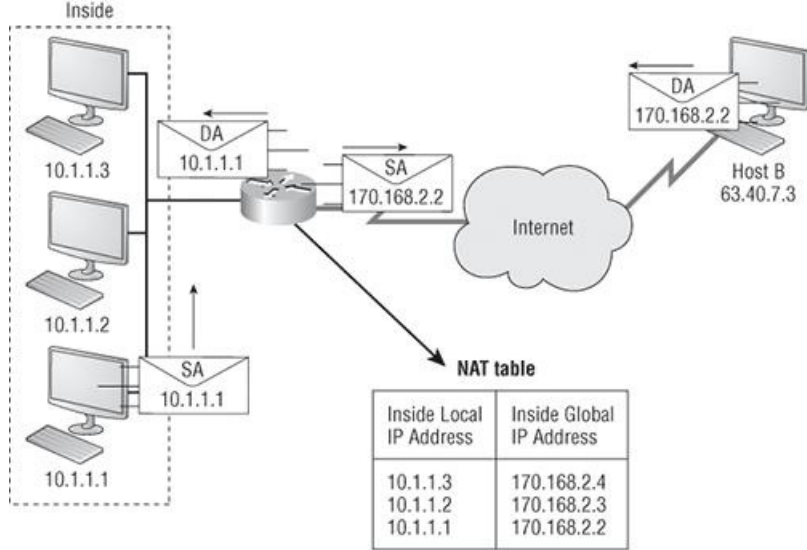 Inside
10.1.1.3
DA
10.1.1.1
SA
170.168.2.2
Internet
DA
170.168.2.2
Host B
63.40.7.3
10.1.1.2
SA
10.1.1.1
10.1.1.1
NAT table
Inside Local
IP Address
Inside Global
IP Address
10.1.1.3 170.168.2.4
10.1.1.2 170.168.2.3
10.1.1.1 170.168.2.2